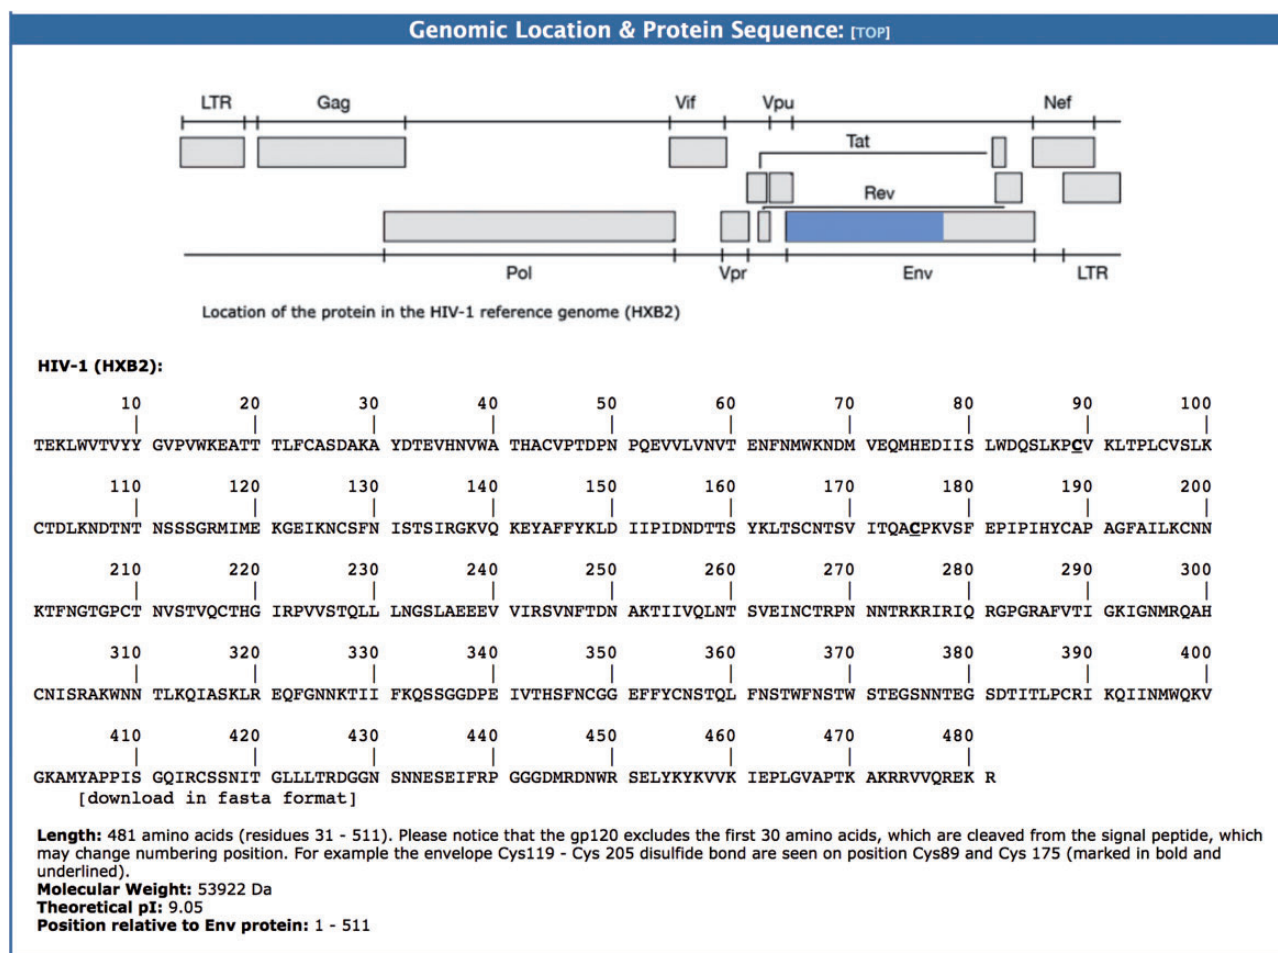 Genomic Location & Protein Sequence: [TOP]
LTR Gag Vif Vpu Nef
Tat
Rev
Pol Vpr Env LTR
Location of the protein in the HIV-1 reference genome (HXB2)
HIV-1 (HXB2):
10 20 30 40 50 60 70 80 90 100
TEKLWVTVYY GVPVWKEATT TLFCASDAKA YDTEVHNVWA THACVPTDPN PQEVVLVNVT ENFNMWKNDM VEQMHEDIIS LWDQSLKPCV KLTPLCVSLK
110 120 130 140 150 160 170 180 190 200
CTDLKNDTNT NSSSGRMIME KGEIKNCSFN ISTSIRGKVQ KEYAFFYKLD IIPIDNDTTS YKLTSCNTSV ITQACPKVSF EPIPIHYCAP AGFAILKCNN
210 220 230 240 250 260 270 280 290 300
KTFNGTGPCT NVSTVQCTHG IRPVVSTQLL LNGSLAEEEV VIRSVNFTDN AKTIIVQLNT SVEINCTRPN NNTRKRIRIQ RGPGRAFVTI GKIGNMRQAH
310 320 330 340 350 360 370 380 390 400
CNISRAKWNN TLKQIASKLR EQFGNNKTII FKQSSGGDPE IVTHSFNCGG EFFYCNSTQL FNSTWFNSTW STEGSNNTEG SDTITLPCRI KQIINMWQKV
410 420 430 440 450 460 470 480
GKAMYAPPIS GQIRCSSNIT GLLLTRDGGN SNNESEIFRP GGGDMRDNWR SELYKYKVVK IEPLGVAPTK AKRRVVQREK R
[download in fasta format]
Length: 481 amino acids (residues 31 - 511). Please notice that the gp120 excludes the first 30 amino acids, which are cleaved from the signal peptide, which
may change numbering position. For example the envelope Cys119 - Cys 205 disulfide bond are seen on position Cys89 and Cys 175 (marked in bold and
underlined).
Molecular Weight: 53922 Da
Theoretical pI: 9.05
Position relative to Env protein: 1 - 511